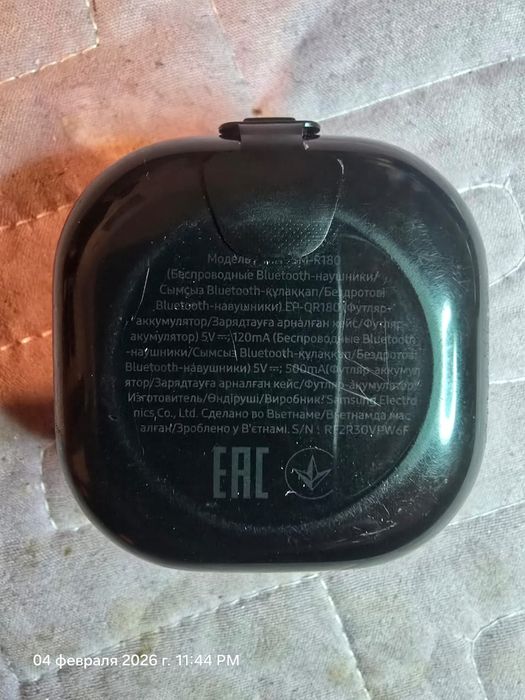 Модель SM-R180
(Беспроводные Bluetooth-наушники/
Сымсыз Bluetooth-құлаққап/Бездротові
Bluetooth-навушники) EP-QR180 (Футляр-
аккумулятор/Зарядтауға арналған кейс/Футляр-
акумулятор) 5V⎓; 120mA (Беспроводные Bluetooth
-наушники/Сымсыз Bluetooth-құлаққап/Бездротові
Bluetooth-навушники) 5V⎓; 500mA(Футляр-аккумул
ятор/Зарядтауға арналған кейс/Футляр-акумулятор)
Изготовитель/Өндіруші/Виробник: Samsung Electro
nics Co., Ltd. Сделано во Вьетнаме/Вьетнамда жас
алған/Зроблено у В'єтнамі. S/N : RF2R30VPW6F
EAC
04 февраля 2026 г. 11:44 PM